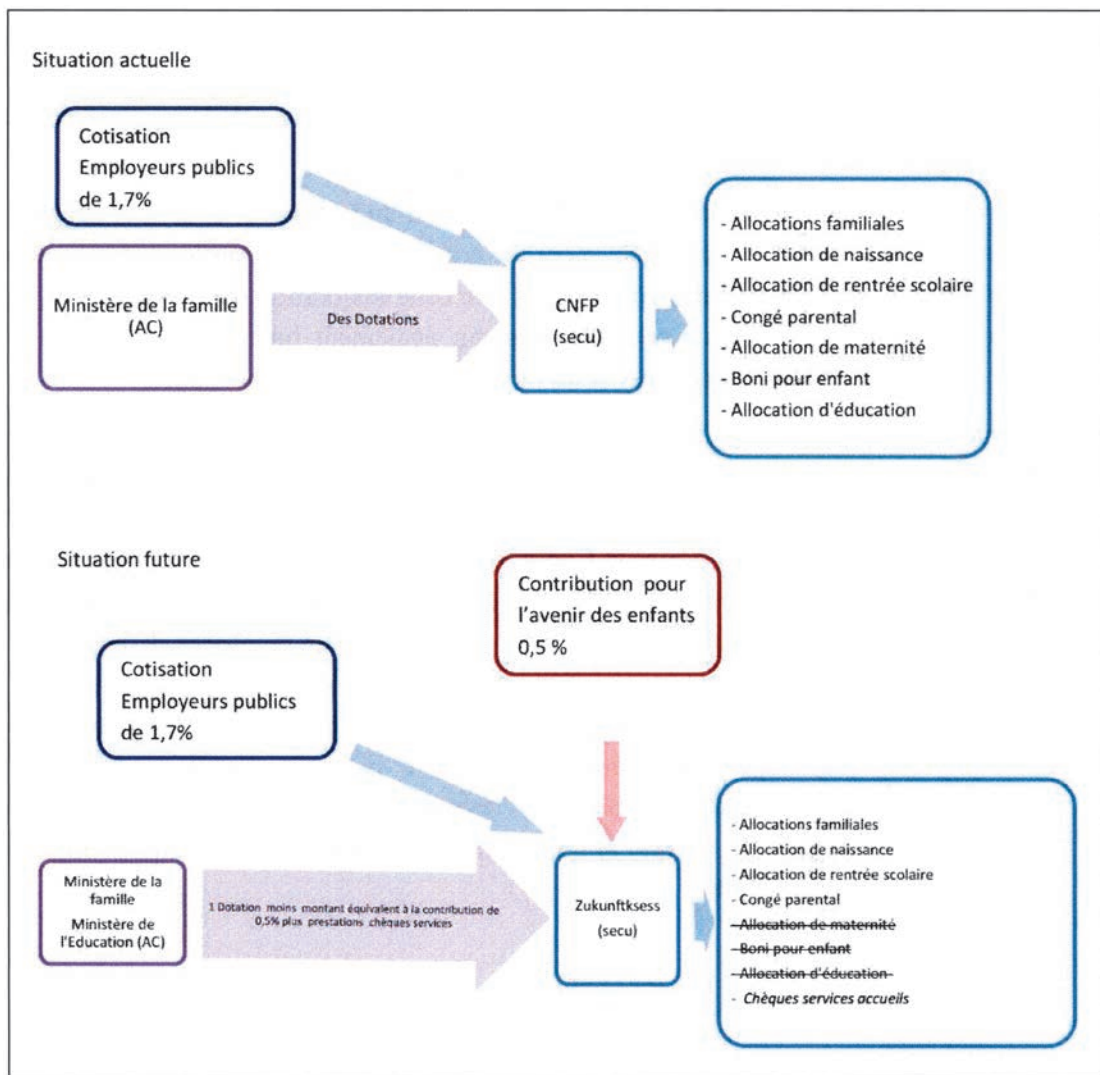 Situation actuelle
Cotisation
Employeurs publics
de 1,7%
Ministère de la famille
(AC)
Des Dotations
CNFP
(secu)
- Allocations familiales
- Allocation de naissance
- Allocation de rentrée scolaire
- Congé parental
- Allocation de maternité
- Boni pour enfant
- Allocation d'éducation
Situation future
Contribution pour
l'avenir des enfants
0,5 %
Cotisation
Employeurs publics
de 1,7%
Ministère de la
famille
Ministère de
l'Education (AC)
1 Dotation moins montant équivalent à la contribution de
0,5% plus prestations chèques services
Zukunftksess
(secu)
- Allocations familiales
- Allocation de naissance
- Allocation de rentrée scolaire
- Congé parental
- Allocation de maternité
- Boni pour enfant
- Allocation d'éducation
- Chèques services accueils